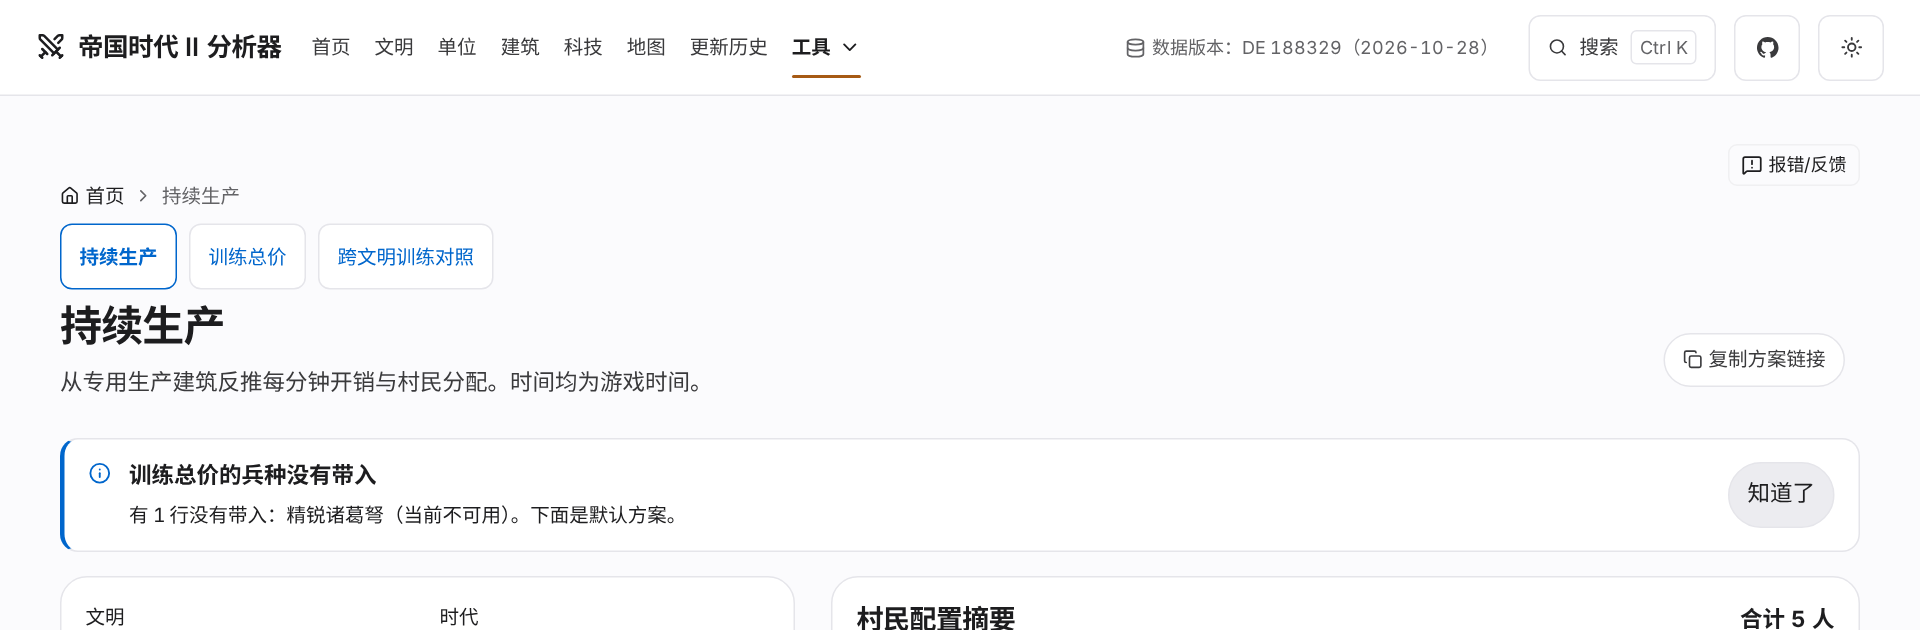 帝国时代 II 分析器 首页 文明 单位 建筑 科技 地图 更新历史 工具 数据版本：DE 188329（2026-10-28） 搜索 Ctrl K
报错/反馈
首页 > 持续生产
持续生产 训练总价 跨文明训练对照
持续生产
复制方案链接
从专用生产建筑反推每分钟开销与村民分配。时间均为游戏时间。
训练总价的兵种没有带入
知道了
有 1 行没有带入：精锐诸葛弩（当前不可用）。下面是默认方案。
文明 时代 村民配置摘要 合计 5 人